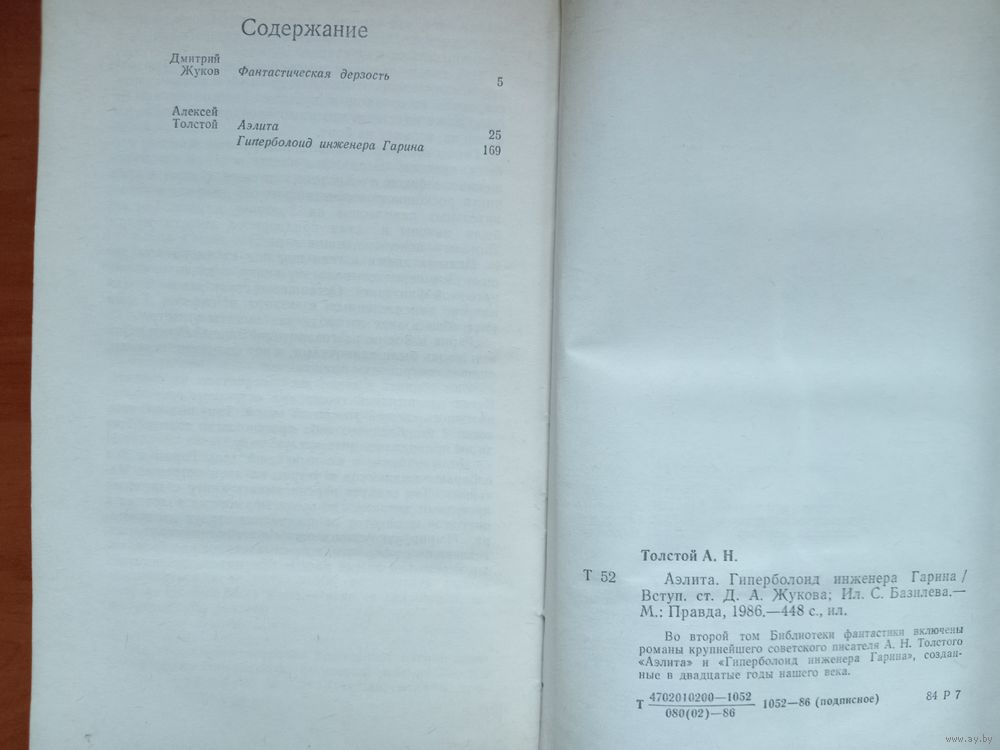 Содержание
Дмитрий
Жуков Фантастическая дерзость 5
Алексей
Толстой Аэлита 25
Гиперболоид инженера Гарина 169
Толстой А. Н.
Т 52 Аэлита. Гиперболоид инженера Гарина /
Вступ. ст. Д. А. Жукова; Ил. С. Базилева.—
М.: Правда, 1986.—448 с., ил.
Во второй том Библиотеки фантастики включены
романы крупнейшего советского писателя А. Н. Толстого
«Аэлита» и «Гиперболоид инженера Гарина», создан-
ные в двадцатые годы нашего века.
Т 4702010200—1052
080(02)—86
1052—86 (подписное) 84 Р 7
www.ay.by